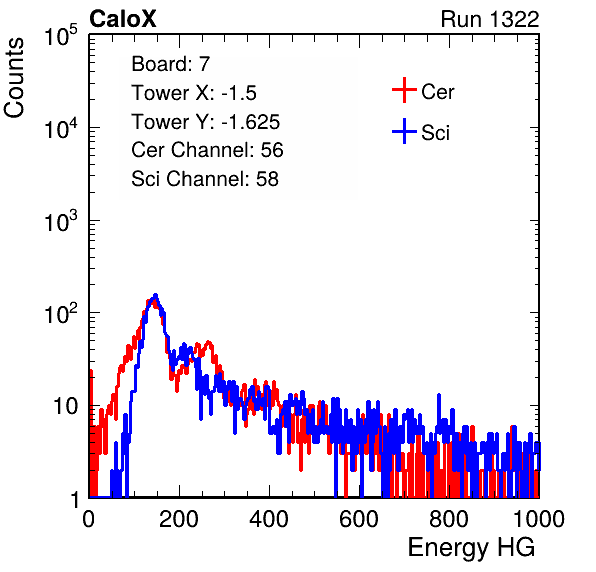 CaloX Run 1322
Counts
10^5
10^4
10^3
10^2
10
1
Board: 7
Tower X: -1.5
Tower Y: -1.625
Cer Channel: 56
Sci Channel: 58
Cer
Sci
0 200 400 600 800 1000
Energy HG